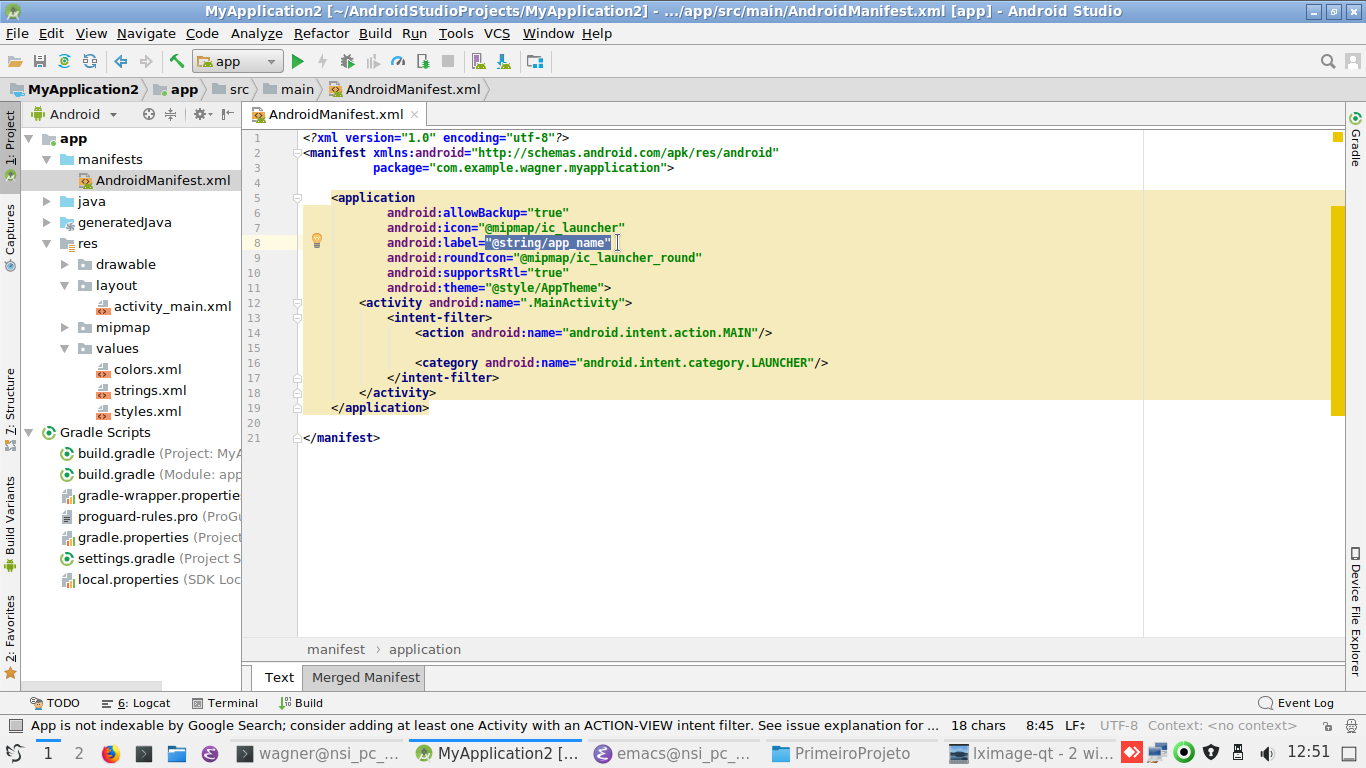 MyApplication2 [~/AndroidStudioProjects/MyApplication2] - .../app/src/main/AndroidManifest.xml [app] - Android Studio
File Edit View Navigate Code Analyze Refactor Build Run Tools VCS Window Help
app
MyApplication2 app src main AndroidManifest.xml
1: Project
Captures
7: Structure
Build Variants
2: Favorites
Android
app
manifests
AndroidManifest.xml
java
generatedJava
res
drawable
layout
activity_main.xml
mipmap
values
colors.xml
strings.xml
styles.xml
Gradle Scripts
build.gradle (Project: MyA
build.gradle (Module: app
gradle-wrapper.propertie
proguard-rules.pro (ProGu
gradle.properties (Project
settings.gradle (Project S
local.properties (SDK Loc
AndroidManifest.xml
1 <?xml version="1.0" encoding="utf-8"?>
2 <manifest xmlns:android="http://schemas.android.com/apk/res/android"
3 package="com.example.wagner.myapplication">
4
5 <application
6 android:allowBackup="true"
7 android:icon="@mipmap/ic_launcher"
8 android:label="@string/app_name"
9 android:roundIcon="@mipmap/ic_launcher_round"
10 android:supportsRtl="true"
11 android:theme="@style/AppTheme">
12 <activity android:name=".MainActivity">
13 <intent-filter>
14 <action android:name="android.intent.action.MAIN"/>
15
16 <category android:name="android.intent.category.LAUNCHER"/>
17 </intent-filter>
18 </activity>
19 </application>
20
21 </manifest>
manifest › application
Text Merged Manifest
Gradle
Device File Explorer
TODO 6: Logcat Terminal Build Event Log
App is not indexable by Google Search; consider adding at least one Activity with an ACTION-VIEW intent filter. See issue explanation for ... 18 chars 8:45 LF÷ UTF-8 Context: <no context>
1 2 wagner@nsi_pc_... MyApplication2 [... emacs@nsi_pc_... PrimeiroProjeto lximage-qt - 2 wi... 12:51